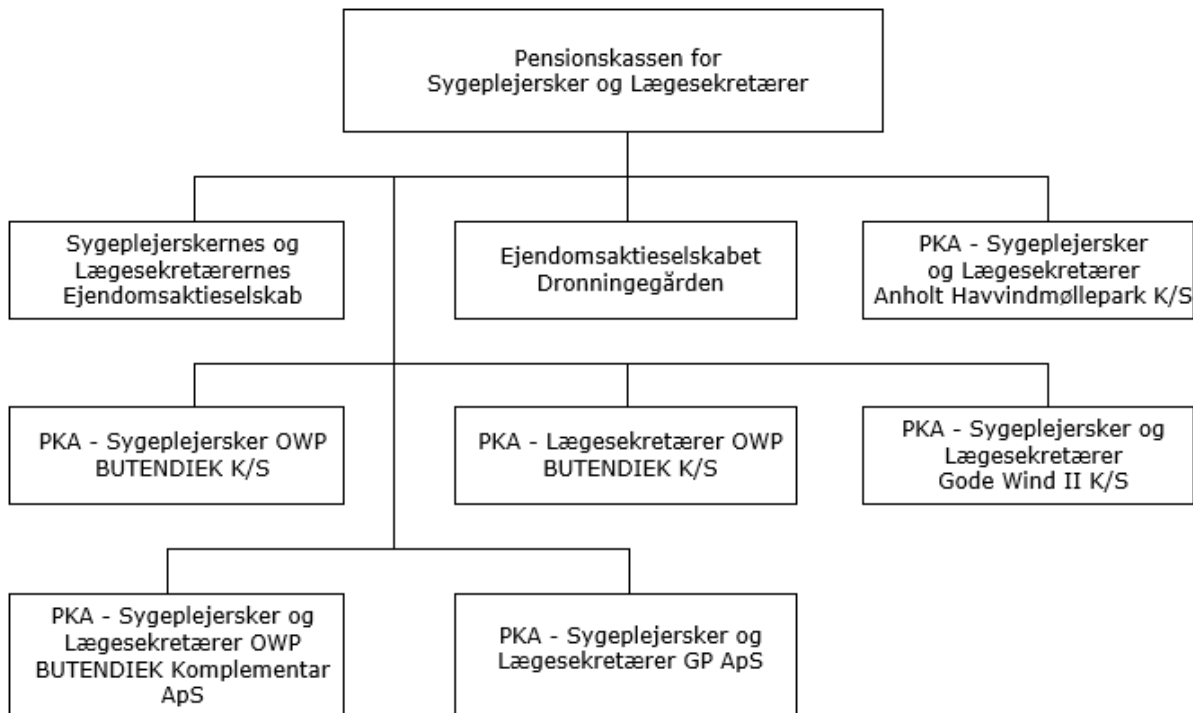 Pensionskassen for
Sygeplejersker og Lægesekretærer
Sygeplejerskernes og
Lægesekretærernes
Ejendomsaktieselskab
Ejendomsaktieselskabet
Dronningegården
PKA - Sygeplejersker
og Lægesekretærer
Anholt Havvindmøllepark K/S
PKA - Sygeplejersker OWP
BUTENDIEK K/S
PKA - Lægesekretærer OWP
BUTENDIEK K/S
PKA - Sygeplejersker og
Lægesekretærer
Gode Wind II K/S
PKA - Sygeplejersker og
Lægesekretærer OWP
BUTENDIEK Komplementar
ApS
PKA - Sygeplejersker og
Lægesekretærer GP ApS